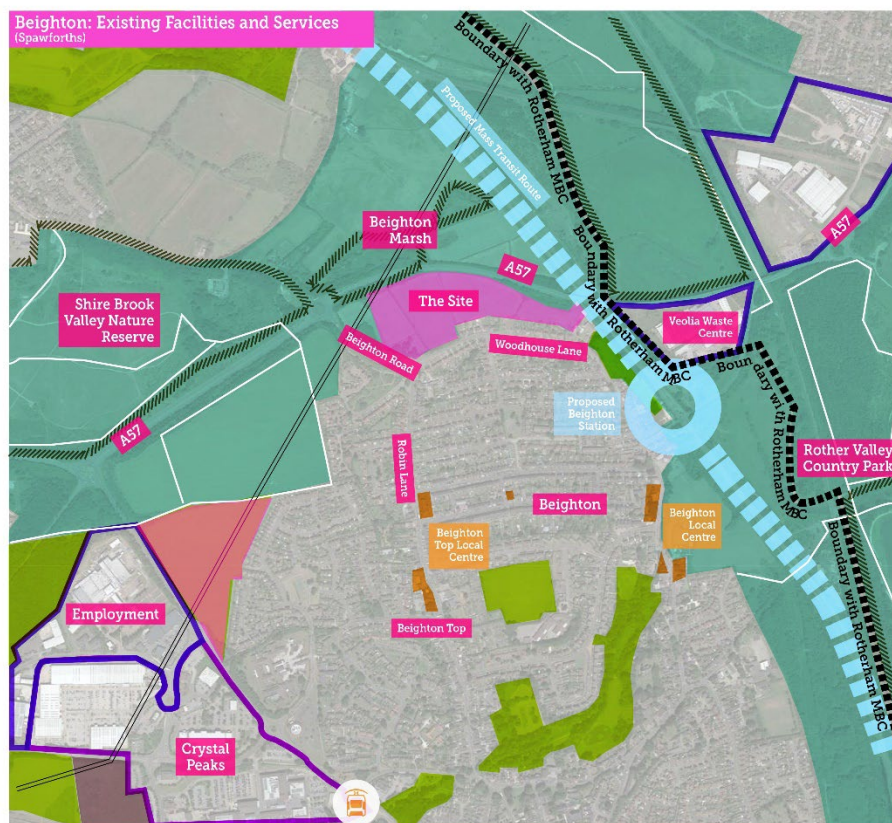 Beighton: Existing Facilities and Services
(Spawforths)
Boundary with Rotherham MBC
Proposed Mass Transit Route
Boundary with Rotherham MBC
A57
Beighton
Marsh
A57
Shire Brook
Valley Nature
Reserve
The Site
Veolia Waste
Centre
Beighton Road
Woodhouse Lane
Boundary with Rotherham MBC
A57
Proposed
Beighton
Station
Rother Valley
Country Park
Robin Lane
Beighton
Beighton
Top Local
Centre
Beighton
Local
Centre
Boundary with Rotherham MBC
Employment
Beighton Top
Crystal
Peaks